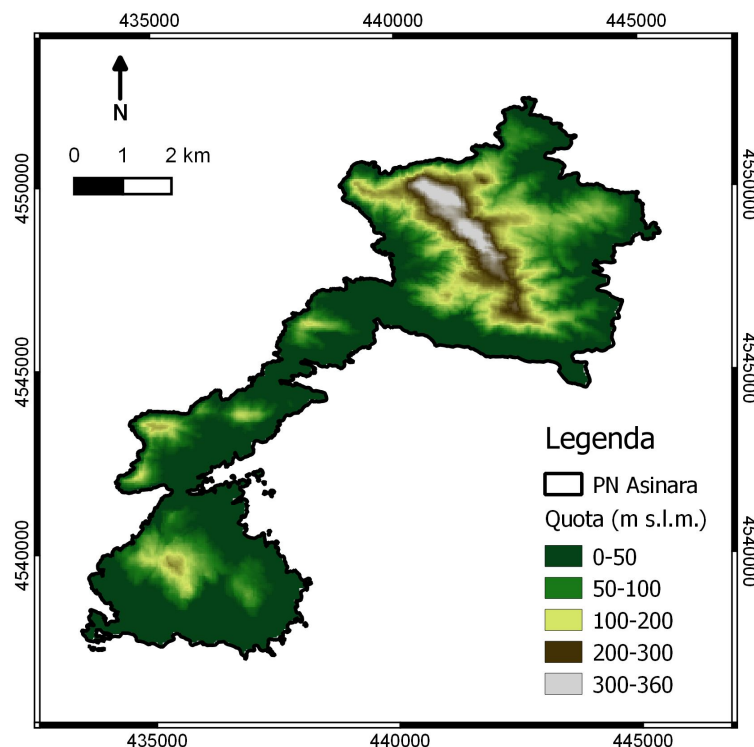 435000 440000 445000
N
0 1 2 km
4550000 4550000
4545000 4545000
Legenda
PN Asinara
Quota (m s.l.m.)
4540000 4540000
0-50
50-100
100-200
200-300
300-360
435000 440000 445000